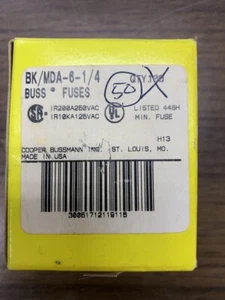 BK/MDA-6-1/4
QTY.100
50 X
BUSS® FUSES
IR200A250VAC
LISTED 448H
IR10KA125VAC
UL
MIN. FUSE
H13
COOPER BUSSMANN INC. ST. LOUIS, MO.
MADE IN USA